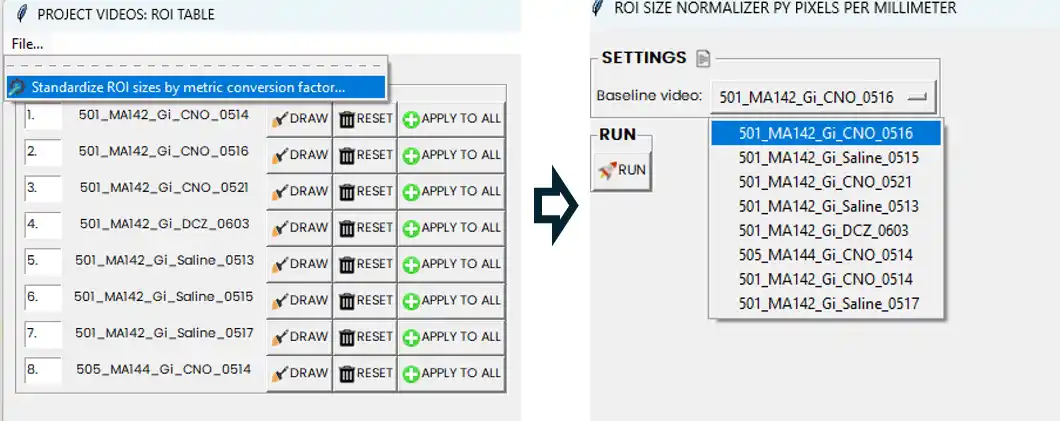 PROJECT VIDEOS: ROI TABLE
File...
Standardize ROI sizes by metric conversion factor...
1. 501_MA142_Gi_CNO_0514 DRAW RESET APPLY TO ALL
2. 501_MA142_Gi_CNO_0516 DRAW RESET APPLY TO ALL
3. 501_MA142_Gi_CNO_0521 DRAW RESET APPLY TO ALL
4. 501_MA142_Gi_DCZ_0603 DRAW RESET APPLY TO ALL
5. 501_MA142_Gi_Saline_0513 DRAW RESET APPLY TO ALL
6. 501_MA142_Gi_Saline_0515 DRAW RESET APPLY TO ALL
7. 501_MA142_Gi_Saline_0517 DRAW RESET APPLY TO ALL
8. 505_MA144_Gi_CNO_0514 DRAW RESET APPLY TO ALL
ROI SIZE NORMALIZER PY PIXELS PER MILLIMETER
SETTINGS
Baseline video: 501_MA142_Gi_CNO_0516
501_MA142_Gi_CNO_0516
501_MA142_Gi_Saline_0515
501_MA142_Gi_CNO_0521
501_MA142_Gi_Saline_0513
501_MA142_Gi_DCZ_0603
505_MA144_Gi_CNO_0514
501_MA142_Gi_CNO_0514
501_MA142_Gi_Saline_0517
RUN
RUN